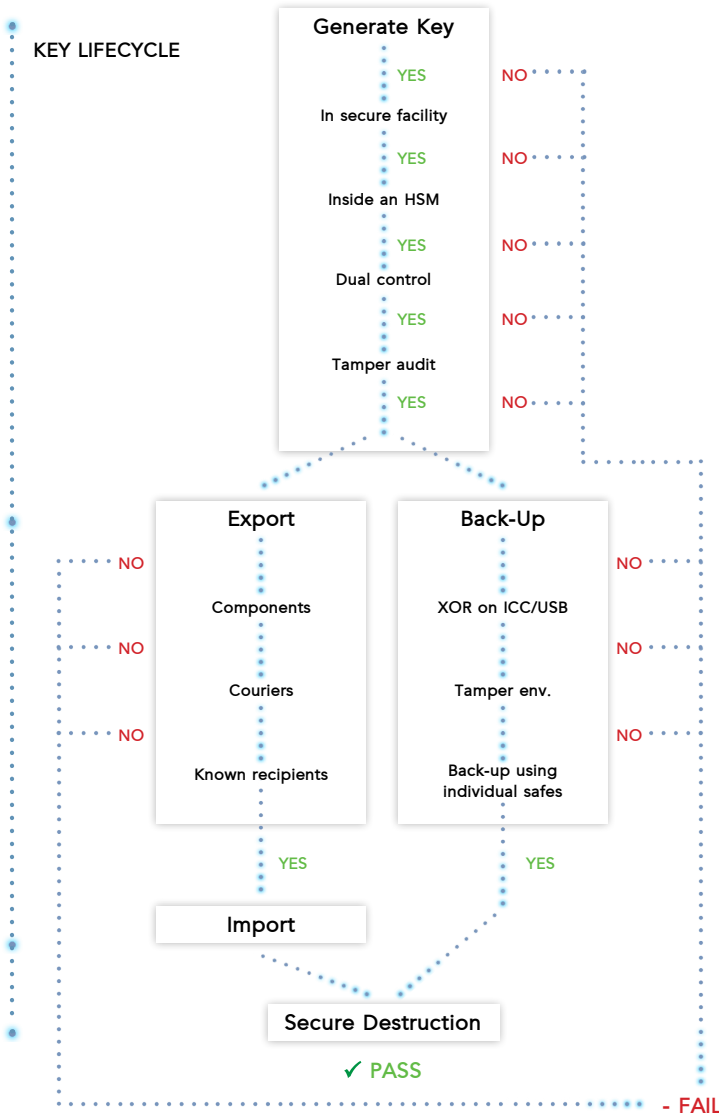 KEY LIFECYCLE
Generate Key
YES NO
In secure facility
YES NO
Inside an HSM
YES NO
Dual control
YES NO
Tamper audit
YES NO
Export
NO
Components
NO
Couriers
NO
Known recipients
YES
Import
Back-Up
NO
XOR on ICC/USB
NO
Tamper env.
NO
Back-up using
individual safes
YES
Secure Destruction
✓ PASS
- FAIL